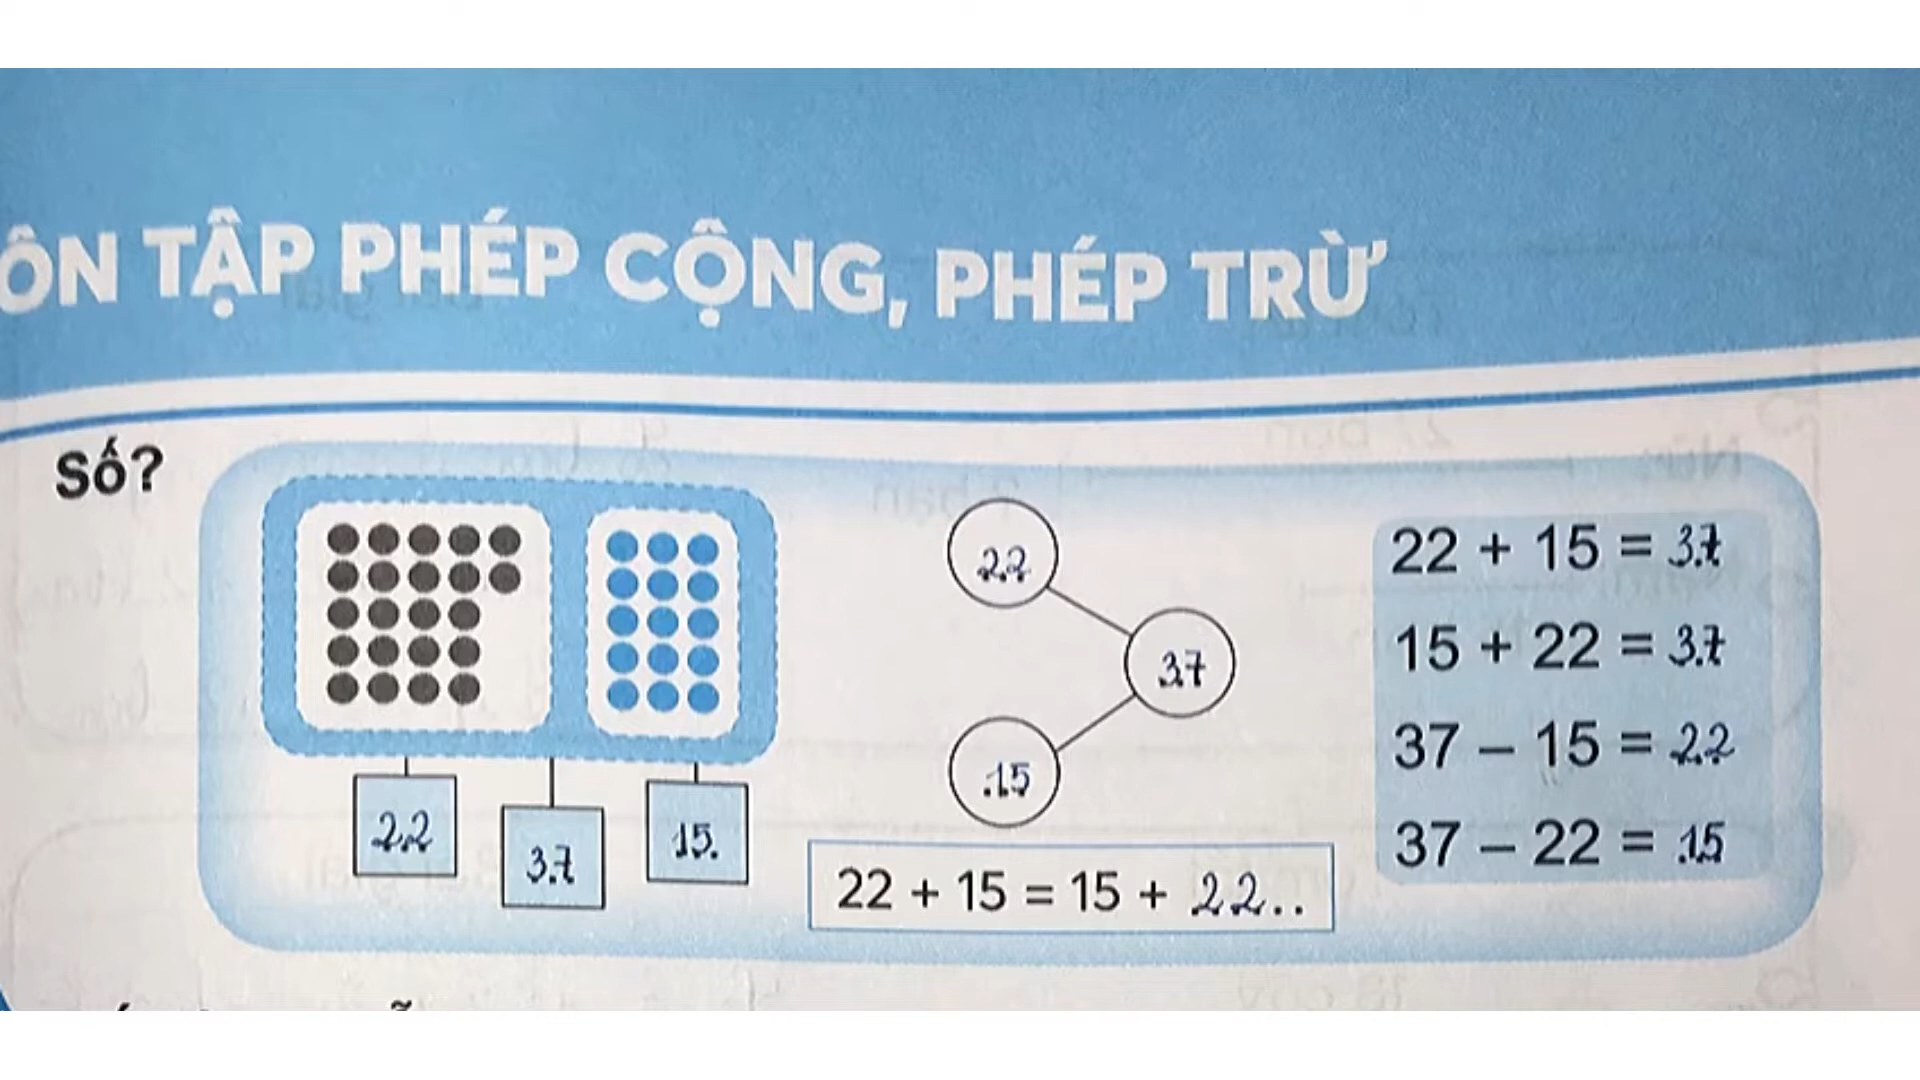 ÔN TẬP PHÉP CỘNG, PHÉP TRỪ
Số?
22
37
15
22
37
15
22 + 15 = 15 + 22
22 + 15 = 37
15 + 22 = 37
37 – 15 = 22
37 – 22 = 15